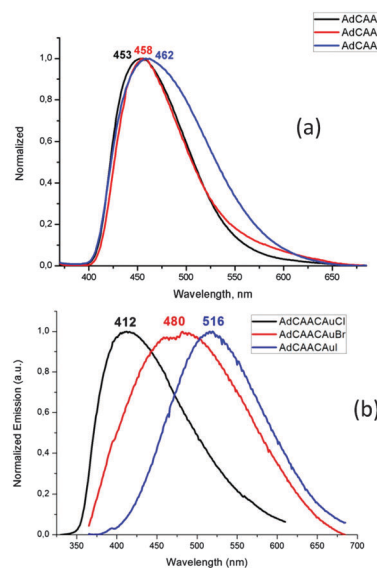 AdCAA
AdCAA
AdCAA
453 458 462
(a)
Normalized
1,0
0,8
0,6
0,4
0,2
0,0
400 450 500 550 600 650
Wavelength, nm
412 480 516
AdCAACAuCl
AdCAACAuBr
AdCAACAuI
(b)
Normalized Emission (a.u.)
1,0
0,8
0,6
0,4
0,2
0,0
350 400 450 500 550 600 650 700
Wavelength (nm)